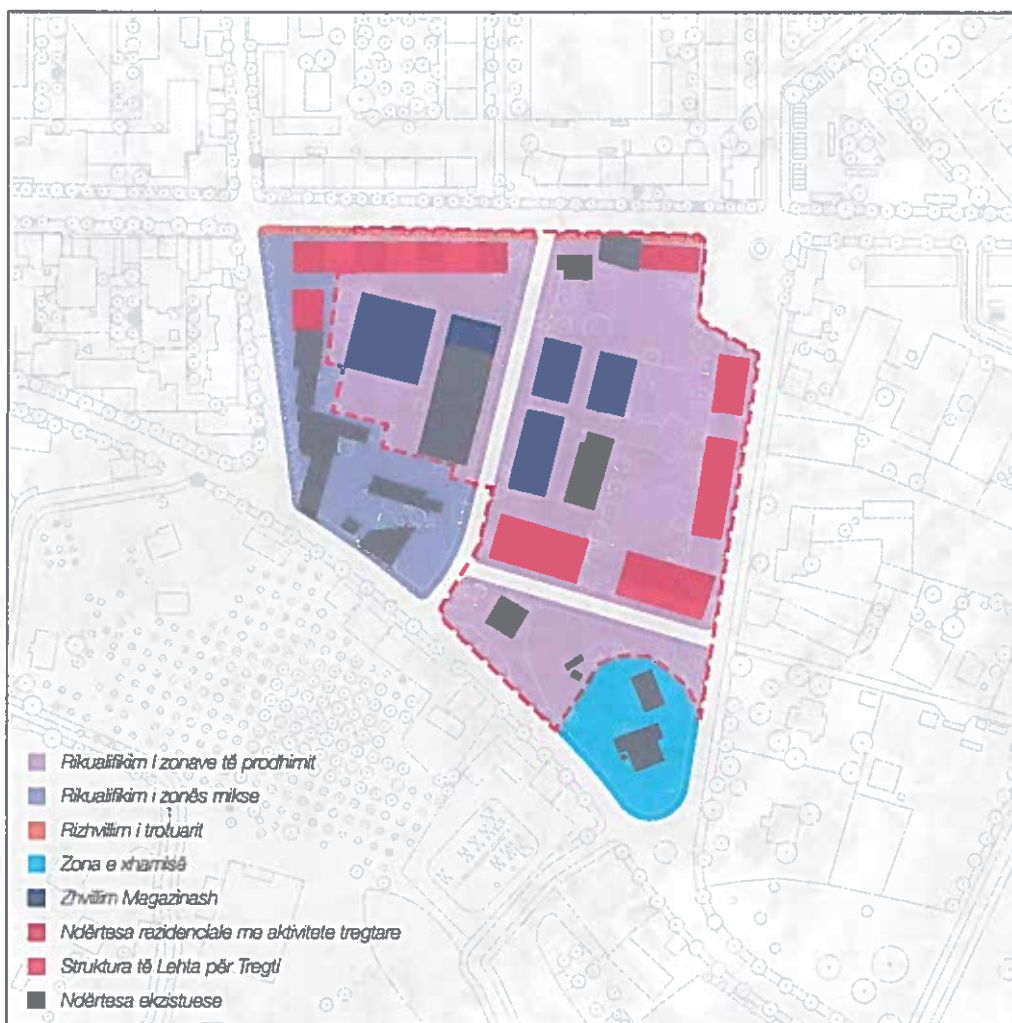 Rikualifikim i zonave të prodhimit
Rikualifikim i zonës mikse
Rizhvillim i trotuarit
Zona e xhamisë
Zhvillim Magazinash
Ndërtesa rezidenciale me aktivitete tregtare
Struktura të Lehta për Tregti
Ndërtesa ekzistuese